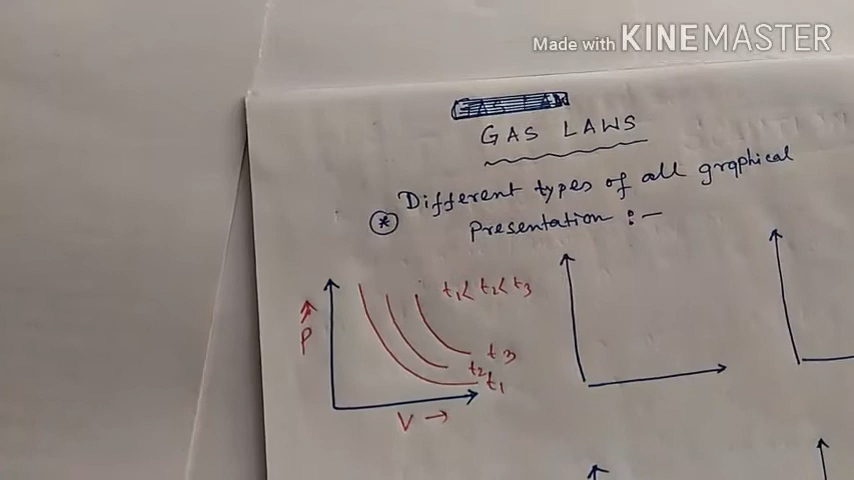 Made with KINEMASTER
GAS LAWS
Different types of all graphical
presentation :-
t1 < t2 < t3
P
t3
t2
t1
V →